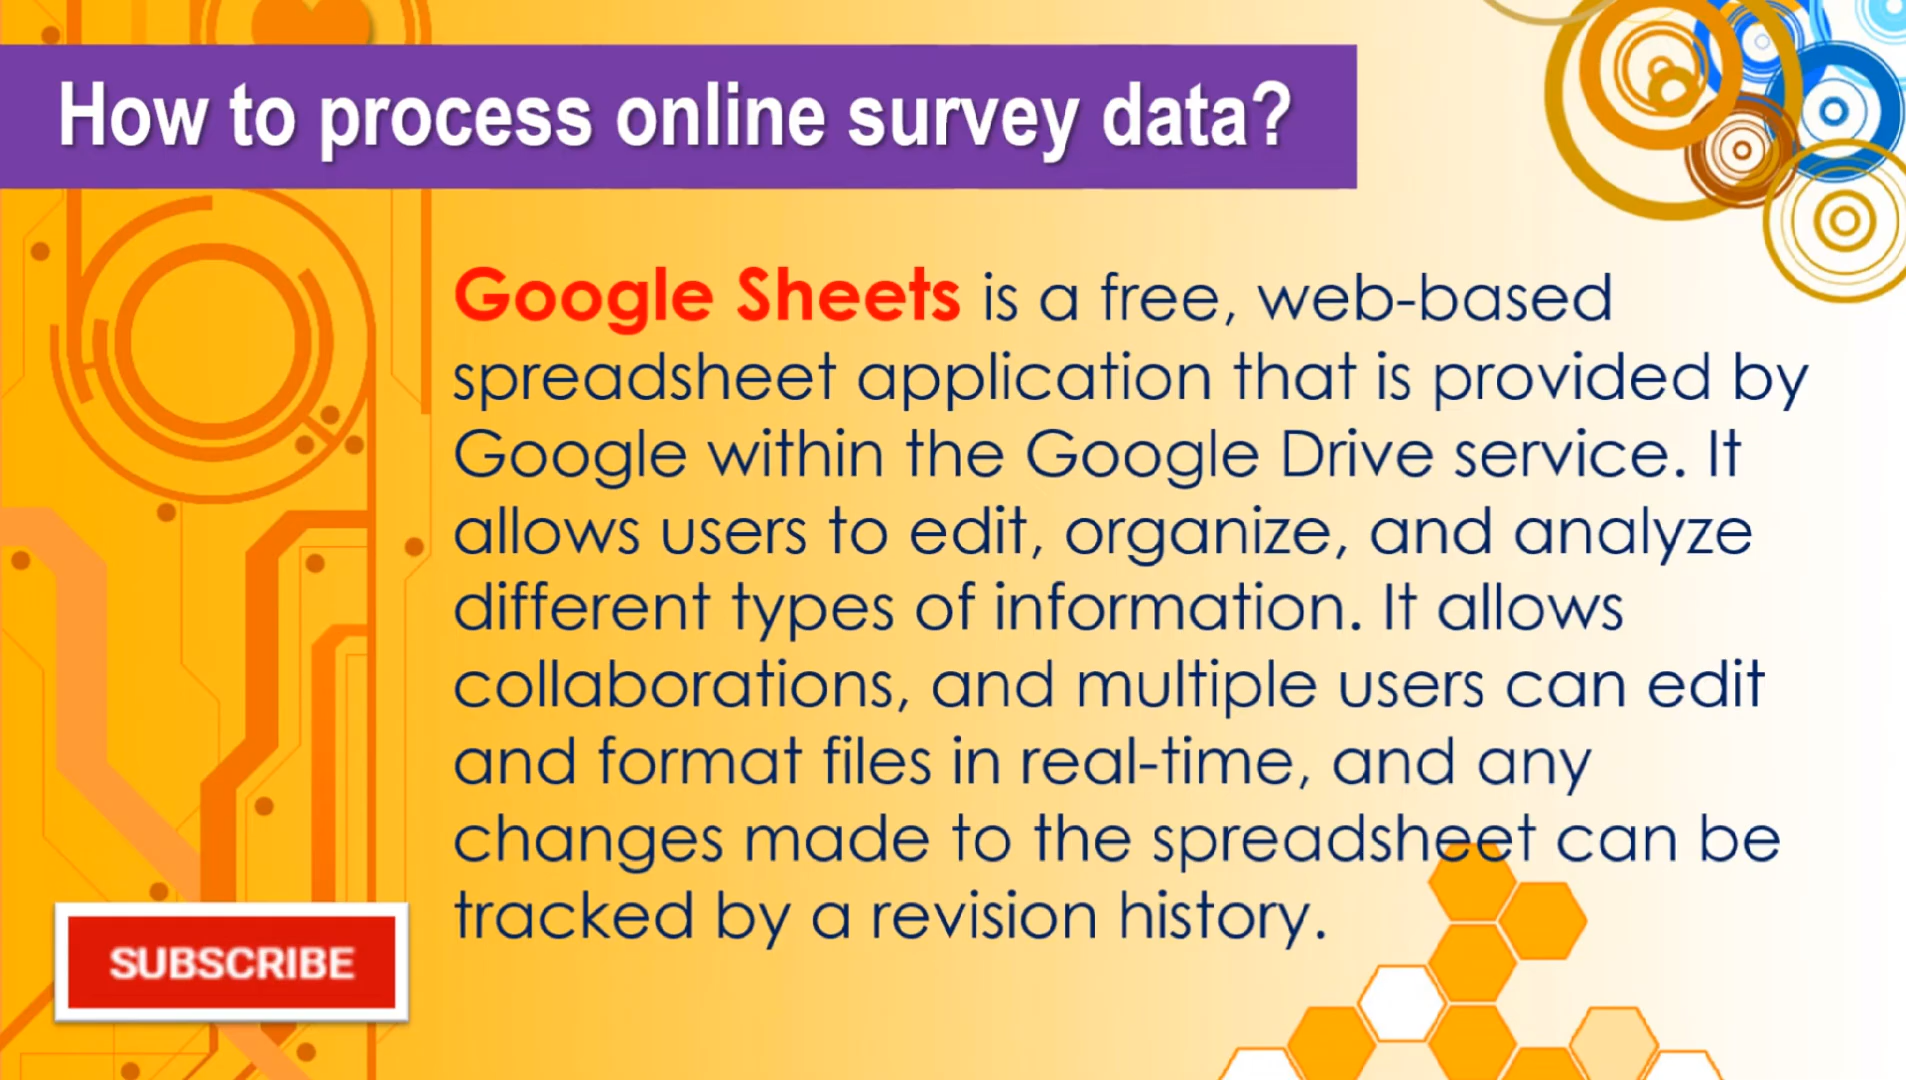 How to process online survey data?
Google Sheets is a free, web-based
spreadsheet application that is provided by
Google within the Google Drive service. It
allows users to edit, organize, and analyze
different types of information. It allows
collaborations, and multiple users can edit
and format files in real-time, and any
changes made to the spreadsheet can be
tracked by a revision history.
SUBSCRIBE